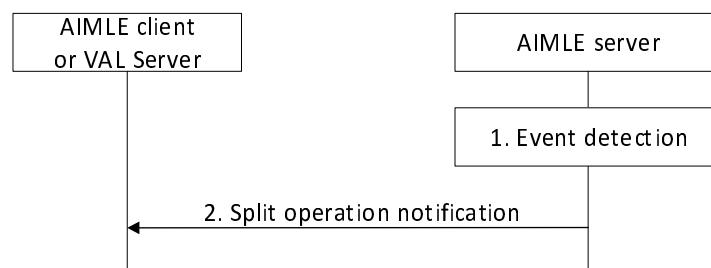 AIMLE client
or VAL Server
AIMLE server
1. Event detection
2. Split operation notification